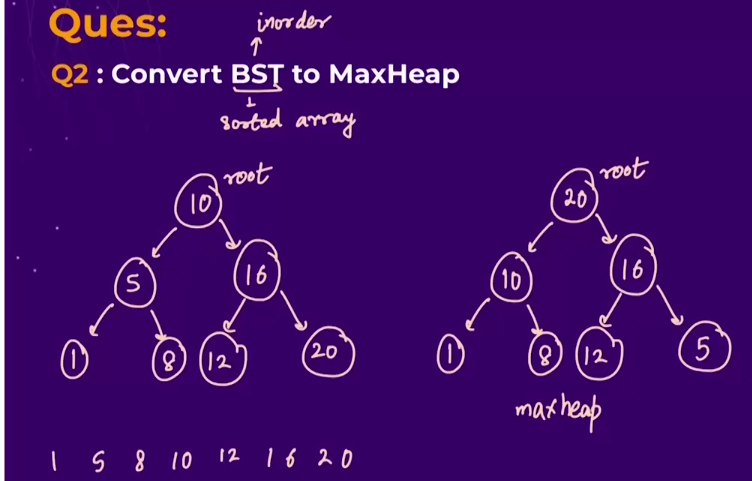 Ques:
inorder
Q2 : Convert BST to MaxHeap
sorted array
root
10
5
16
1
8
12
20
root
20
10
16
1
8
12
5
maxheap
1 5 8 10 12 16 20